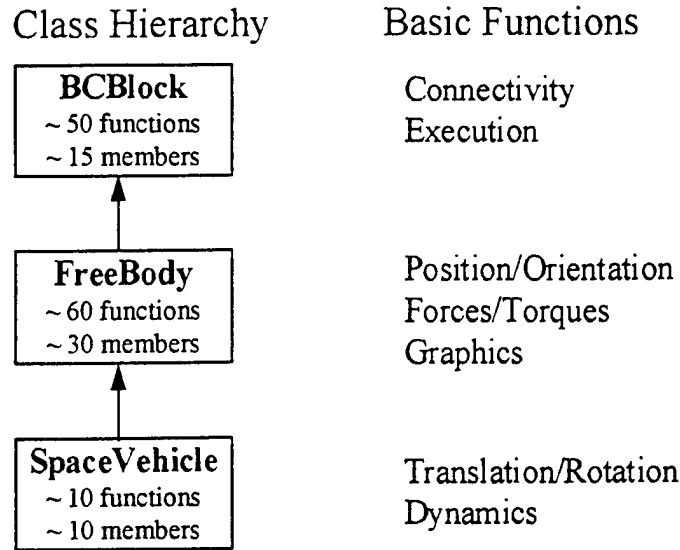 Class Hierarchy
Basic Functions
BCBlock
~ 50 functions
~ 15 members
Connectivity
Execution
FreeBody
~ 60 functions
~ 30 members
Position/Orientation
Forces/Torques
Graphics
SpaceVehicle
~ 10 functions
~ 10 members
Translation/Rotation
Dynamics